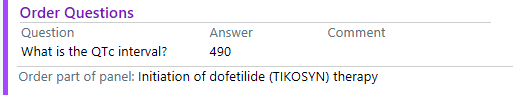 Order Questions
Question Answer Comment
What is the QTc interval? 490
Order part of panel: Initiation of dofetilide (TIKOSYN) therapy